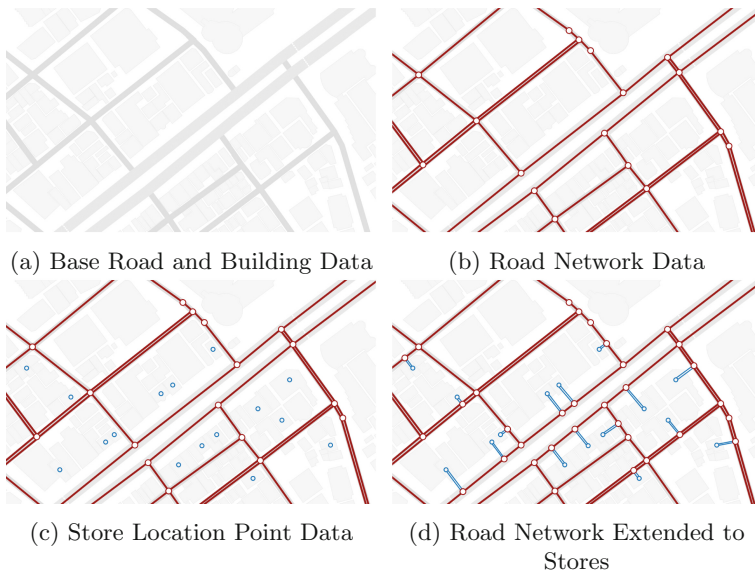 (a) Base Road and Building Data
(b) Road Network Data
(c) Store Location Point Data
(d) Road Network Extended to
Stores